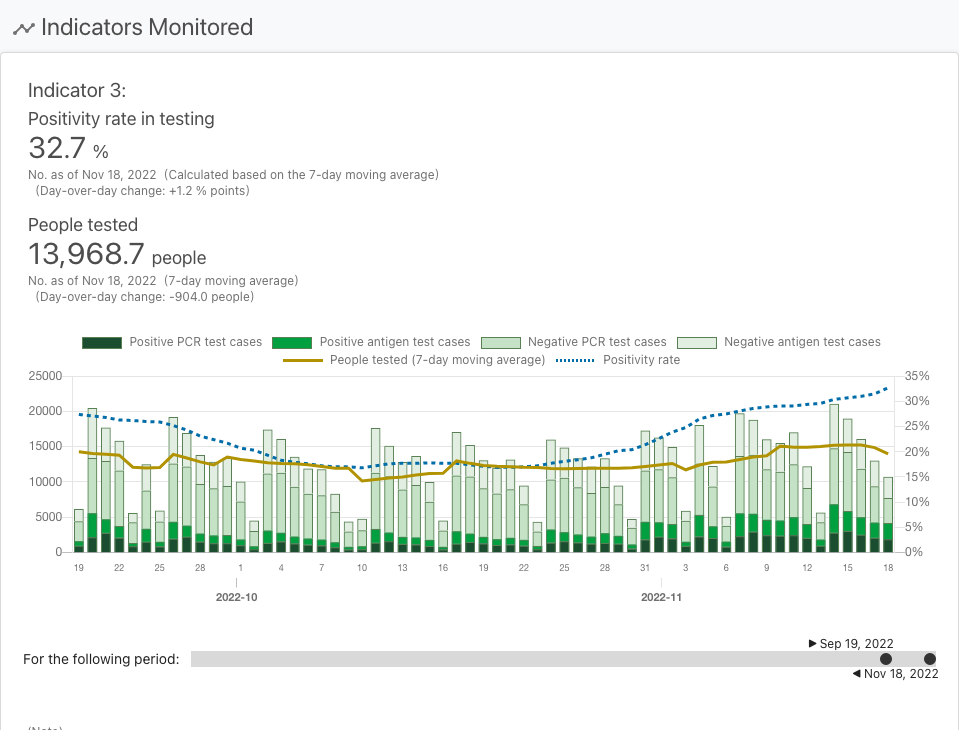 Indicators Monitored
Indicator 3:
Positivity rate in testing
32.7 %
No. as of Nov 18, 2022 (Calculated based on the 7-day moving average)
(Day-over-day change: +1.2 % points)
People tested
13,968.7 people
No. as of Nov 18, 2022 (7-day moving average)
(Day-over-day change: -904.0 people)
Positive PCR test cases Positive antigen test cases Negative PCR test cases Negative antigen test cases
People tested (7-day moving average) Positivity rate
25000 35%
30%
20000
25%
15000 20%
15%
10000
10%
5000
5%
0 0%
19 22 25 28 1 4 7 10 13 16 19 22 25 28 31 3 6 9 12 15 18
2022-10 2022-11
▶ Sep 19, 2022
For the following period:
◀ Nov 18, 2022
(Note)